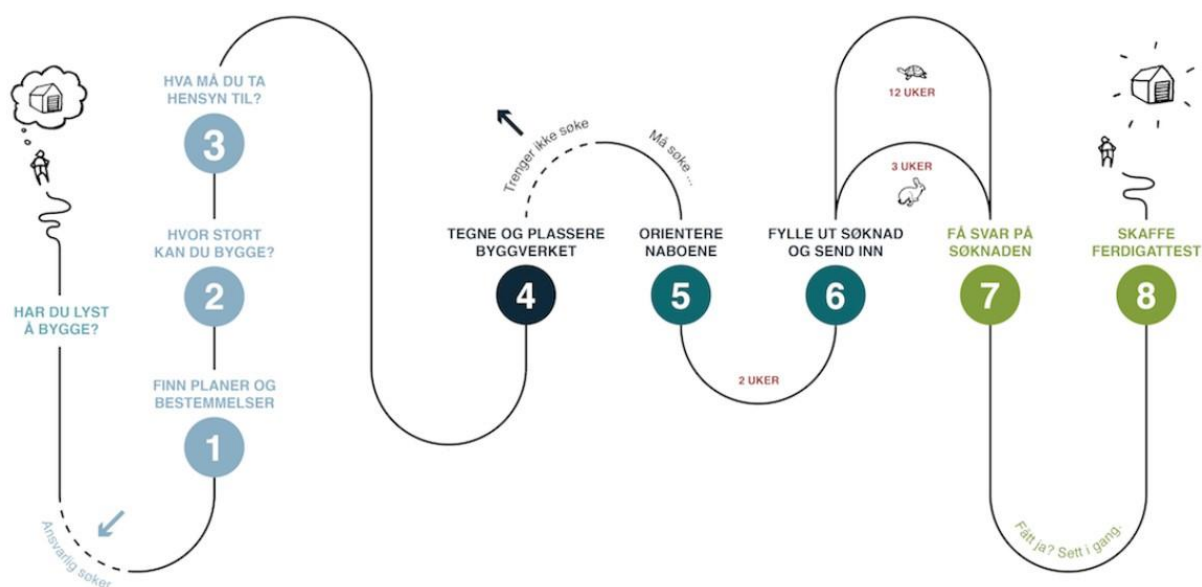 HAR DU LYST
Å BYGGE?
Ansvarlig søker
FINN PLANER OG
BESTEMMELSER
1
HVOR STORT
KAN DU BYGGE?
2
HVA MÅ DU TA
HENSYN TIL?
3
TEGNE OG PLASSERE
BYGGVERKET
4
Trenger ikke søke
Må søke ...
ORIENTERE
NABOENE
5
2 UKER
FYLLE UT SØKNAD
OG SEND INN
6
12 UKER
3 UKER
FÅ SVAR PÅ
SØKNADEN
7
Fått ja? Sett i gang.
SKAFFE
FERDIGATTEST
8